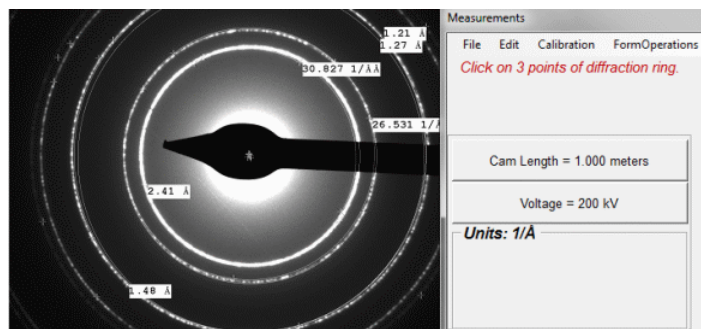 1.21 Å
1.27 Å
30.827 1/ÅÅ
26.531 1/Å
2.41 Å
1.48 Å
Measurements
File Edit Calibration FormOperations
Click on 3 points of diffraction ring.
Cam Length = 1.000 meters
Voltage = 200 kV
Units: 1/Å